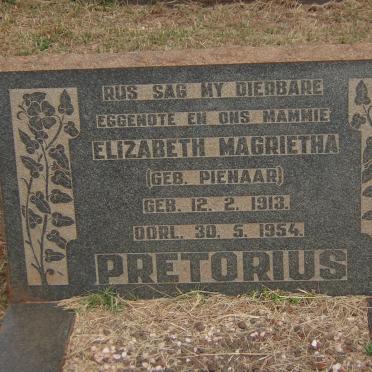 RUS SAG MY DIERBARE
EGGENOTE EN ONS MAMMIE
ELIZABETH MAGRIETHA
(GEB. PIENAAR)
GEB. 12. 2. 1913.
OORL. 30. 5. 1954.
PRETORIUS